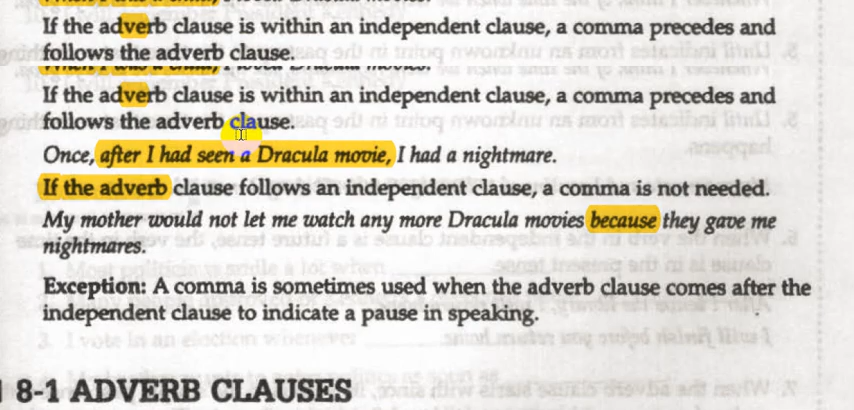 If the adverb clause is within an independent clause, a comma precedes and
follows the adverb clause.
If the adverb clause is within an independent clause, a comma precedes and
follows the adverb clause.
Once, after I had seen a Dracula movie, I had a nightmare.
If the adverb clause follows an independent clause, a comma is not needed.
My mother would not let me watch any more Dracula movies because they gave me
nightmares.
Exception: A comma is sometimes used when the adverb clause comes after the
independent clause to indicate a pause in speaking.
8-1 ADVERB CLAUSES